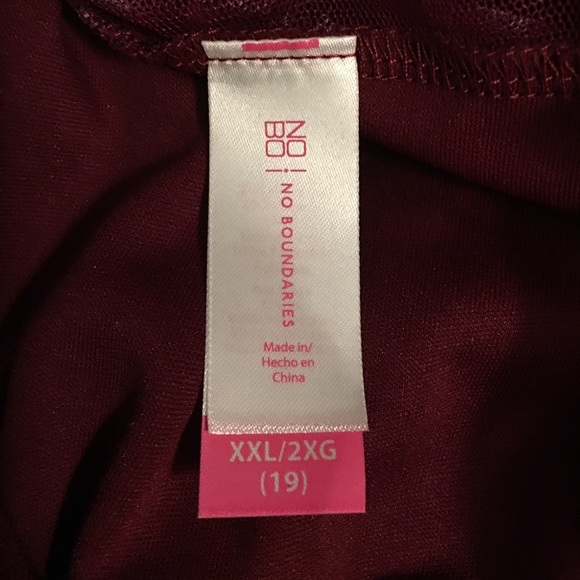 NO
BO
NO BOUNDARIES
Made in/
Hecho en
China
XXL/2XG
(19)